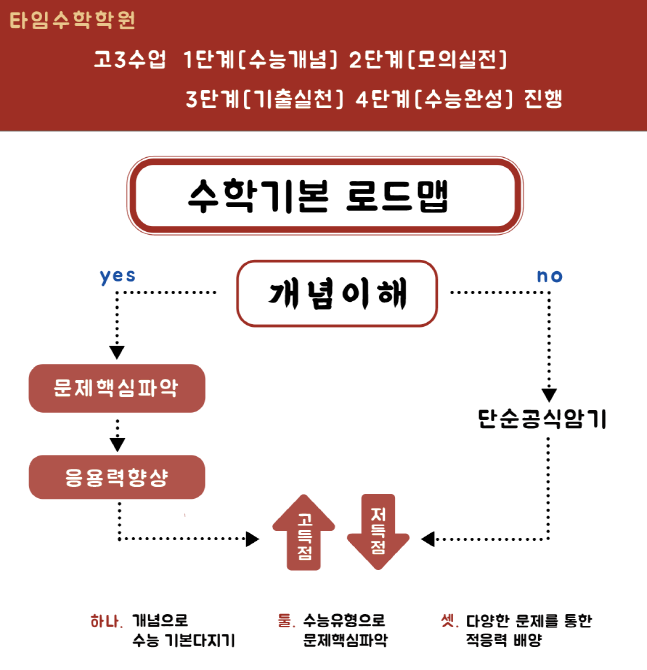 타임수학학원
고3수업 1단계[수능개념] 2단계[모의실전]
3단계[기출실천] 4단계[수능완성] 진행
수학기본 로드맵
yes
개념이해
no
문제핵심파악
단순공식암기
응용력향샹
고득점
저득점
하나. 개념으로
수능 기본다지기
둘. 수능유형으로
문제핵심파악
셋. 다양한 문제를 통한
적응력 배양